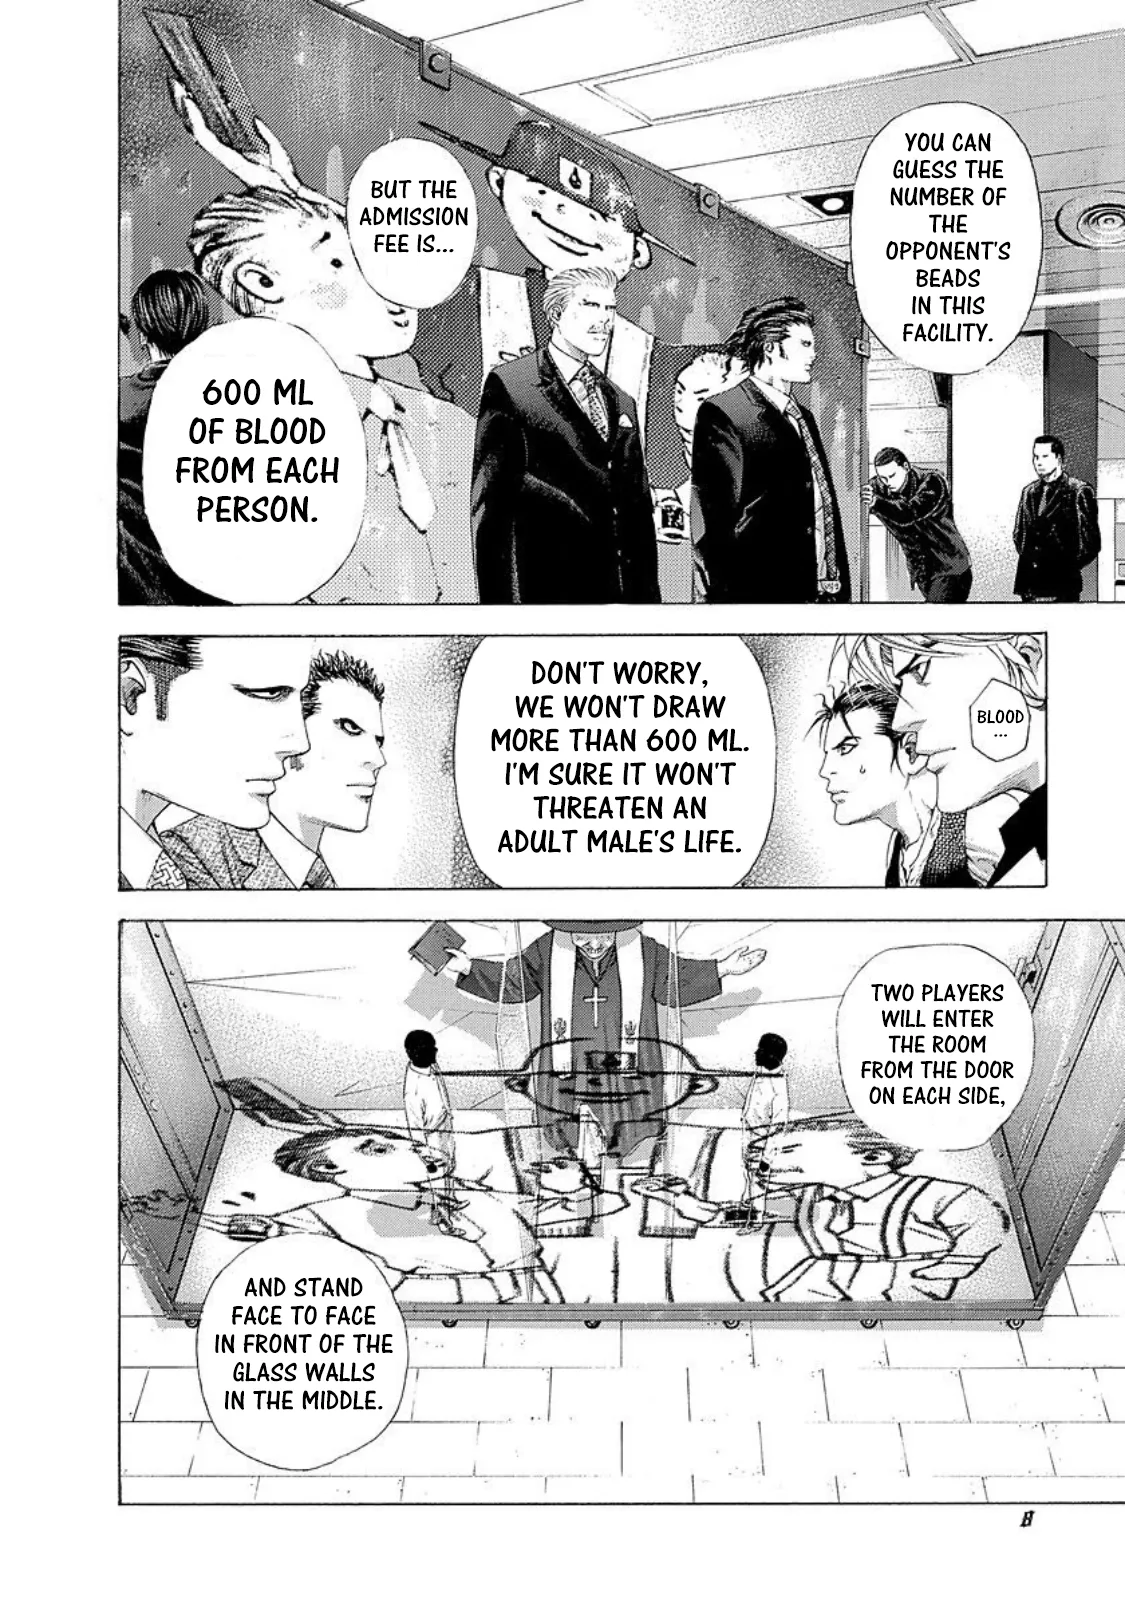 YOU CAN
GUESS THE
NUMBER OF
THE
OPPONENT'S
BEADS
IN THIS
FACILITY.
BUT THE
ADMISSION
FEE IS...
600 ML
OF BLOOD
FROM EACH
PERSON.
BLOOD
...
DON'T WORRY,
WE WON'T DRAW
MORE THAN 600 ML.
I'M SURE IT WON'T
THREATEN AN
ADULT MALE'S LIFE.
TWO PLAYERS
WILL ENTER
THE ROOM
FROM THE DOOR
ON EACH SIDE,
AND STAND
FACE TO FACE
IN FRONT OF THE
GLASS WALLS
IN THE MIDDLE.
8